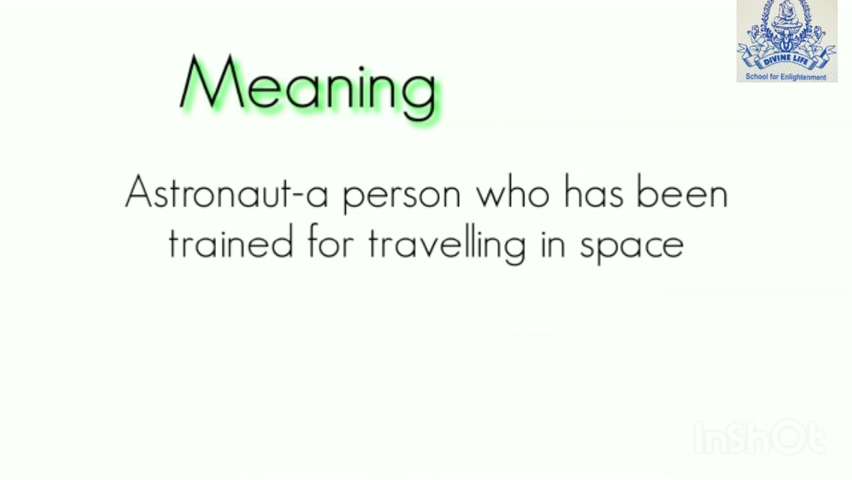 DIVINE LIFE
School for Enlightenment
Meaning
Astronaut-a person who has been
trained for travelling in space
InShOt